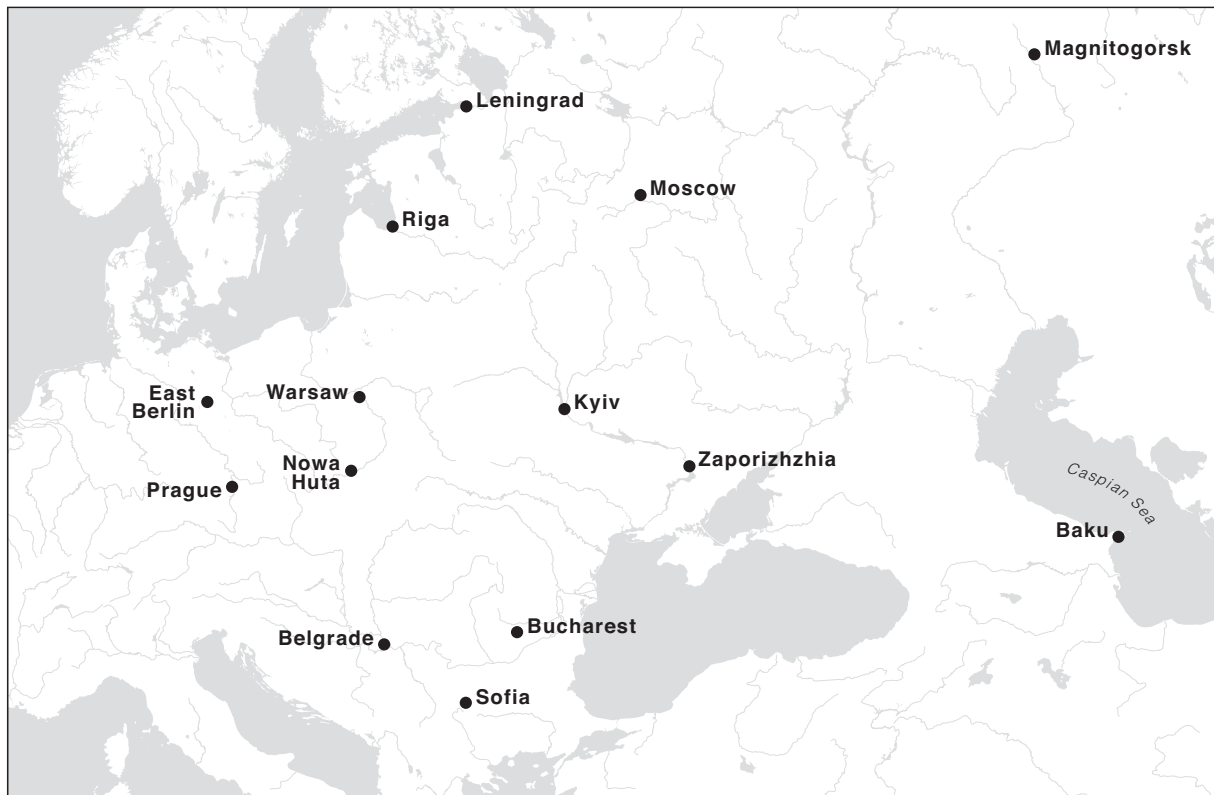 Magnitogorsk
Leningrad
Moscow
Riga
East
Berlin
Warsaw
Kyiv
Nowa
Huta
Zaporizhzhia
Prague
Caspian Sea
Baku
Bucharest
Belgrade
Sofia